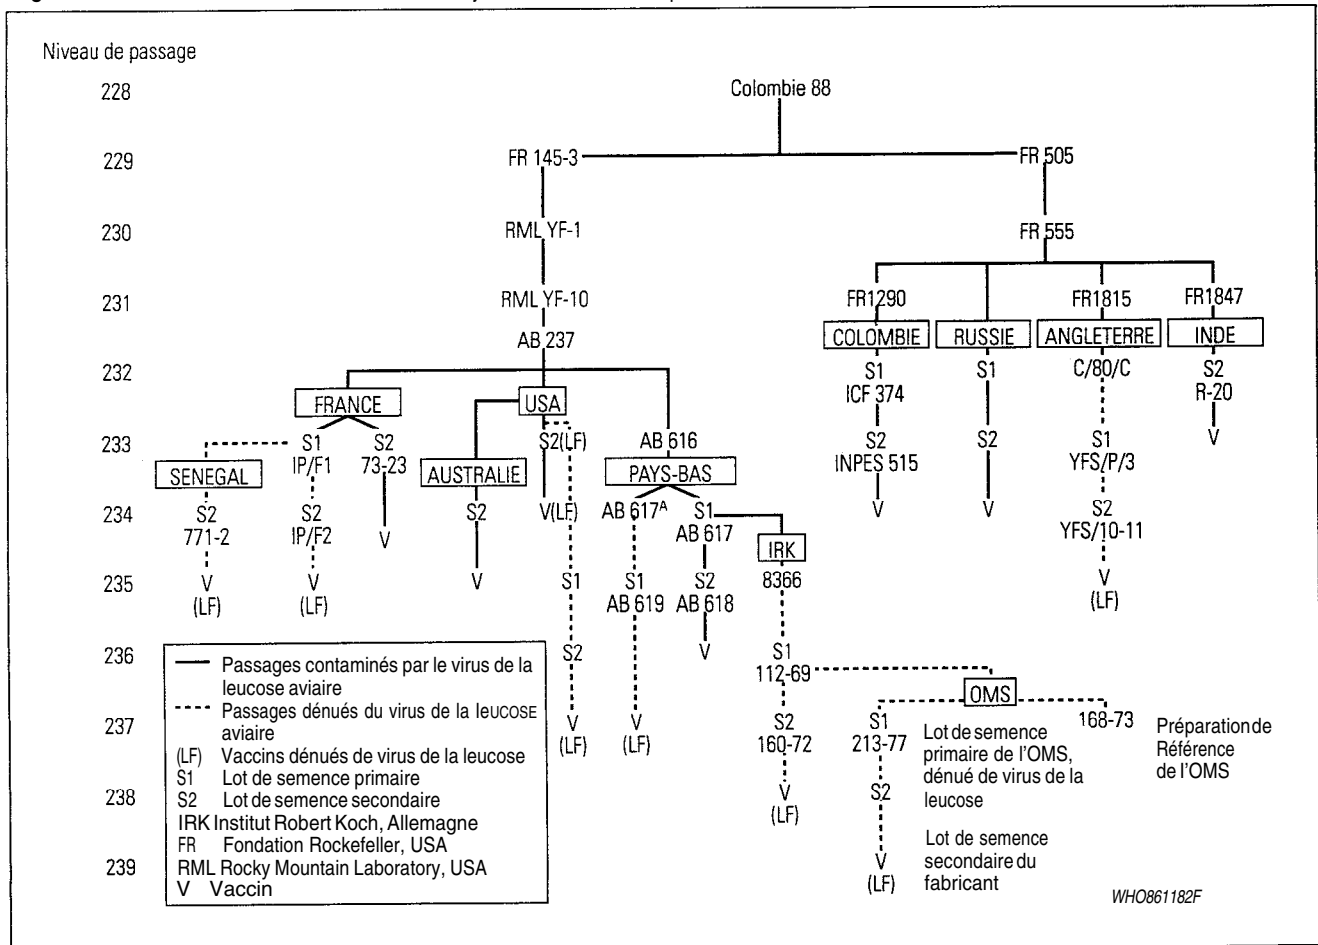 Niveau de passage
228 Colombie 88
229 FR 145-3 FR 505
230 RML YF-1 FR 555
231 RML YF-10 FR1290 FR1815 FR1847
AB 237 COLOMBIE RUSSIE ANGLETERRE INDE
232 S1 S1 C/80/C S2
ICF 374 R-20
FRANCE USA
233 S1 S2 S2(LF) AB 616 S2 S2 S1 V
IP/F1 73-23 INPES 515 YFS/P/3
SENEGAL AUSTRALIE PAYS-BAS
234 S2 S2 V S2 V(LF) AB 617ᴬ S1 V V S2
771-2 IP/F2 AB 617 YFS/10-11
IRK
235 V V V S1 S1 S2 8366 V
(LF) (LF) AB 619 AB 618 (LF)
236 S2 V S1
112-69
OMS
237 V V S2 S1 168-73
(LF) (LF) 160-72 213-77
Lot de semence
primaire de l'OMS,
dénué de virus de la
leucose
Préparation de
Référence
de l'OMS
238 V S2
(LF)
239 V
(LF)
Lot de semence
secondaire du
fabricant
Passages contaminés par le virus de la
leucose aviaire
Passages dénués du virus de la leUCOSE
aviaire
(LF) Vaccins dénués de virus de la leucose
S1 Lot de semence primaire
S2 Lot de semence secondaire
IRK Institut Robert Koch, Allemagne
FR Fondation Rockefeller, USA
RML Rocky Mountain Laboratory, USA
V Vaccin
WHO861182F